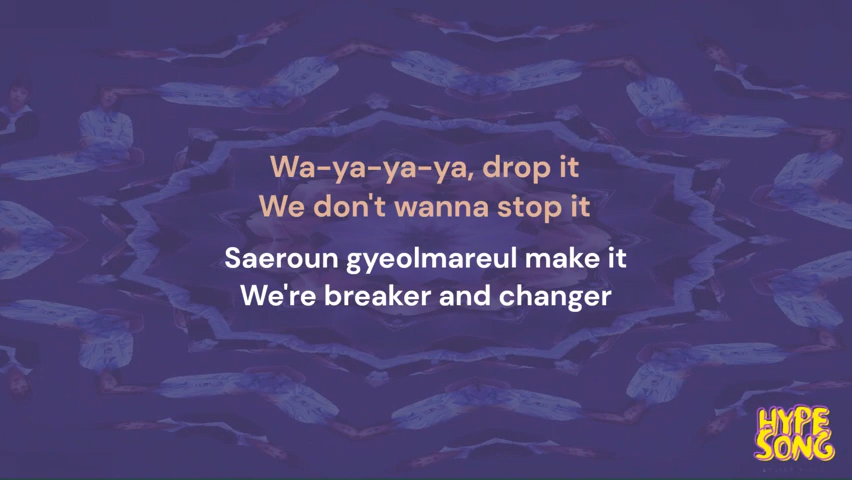 Wa-ya-ya-ya, drop it
We don't wanna stop it
Saeroun gyeolmareul make it
We're breaker and changer
HYPE
SONG